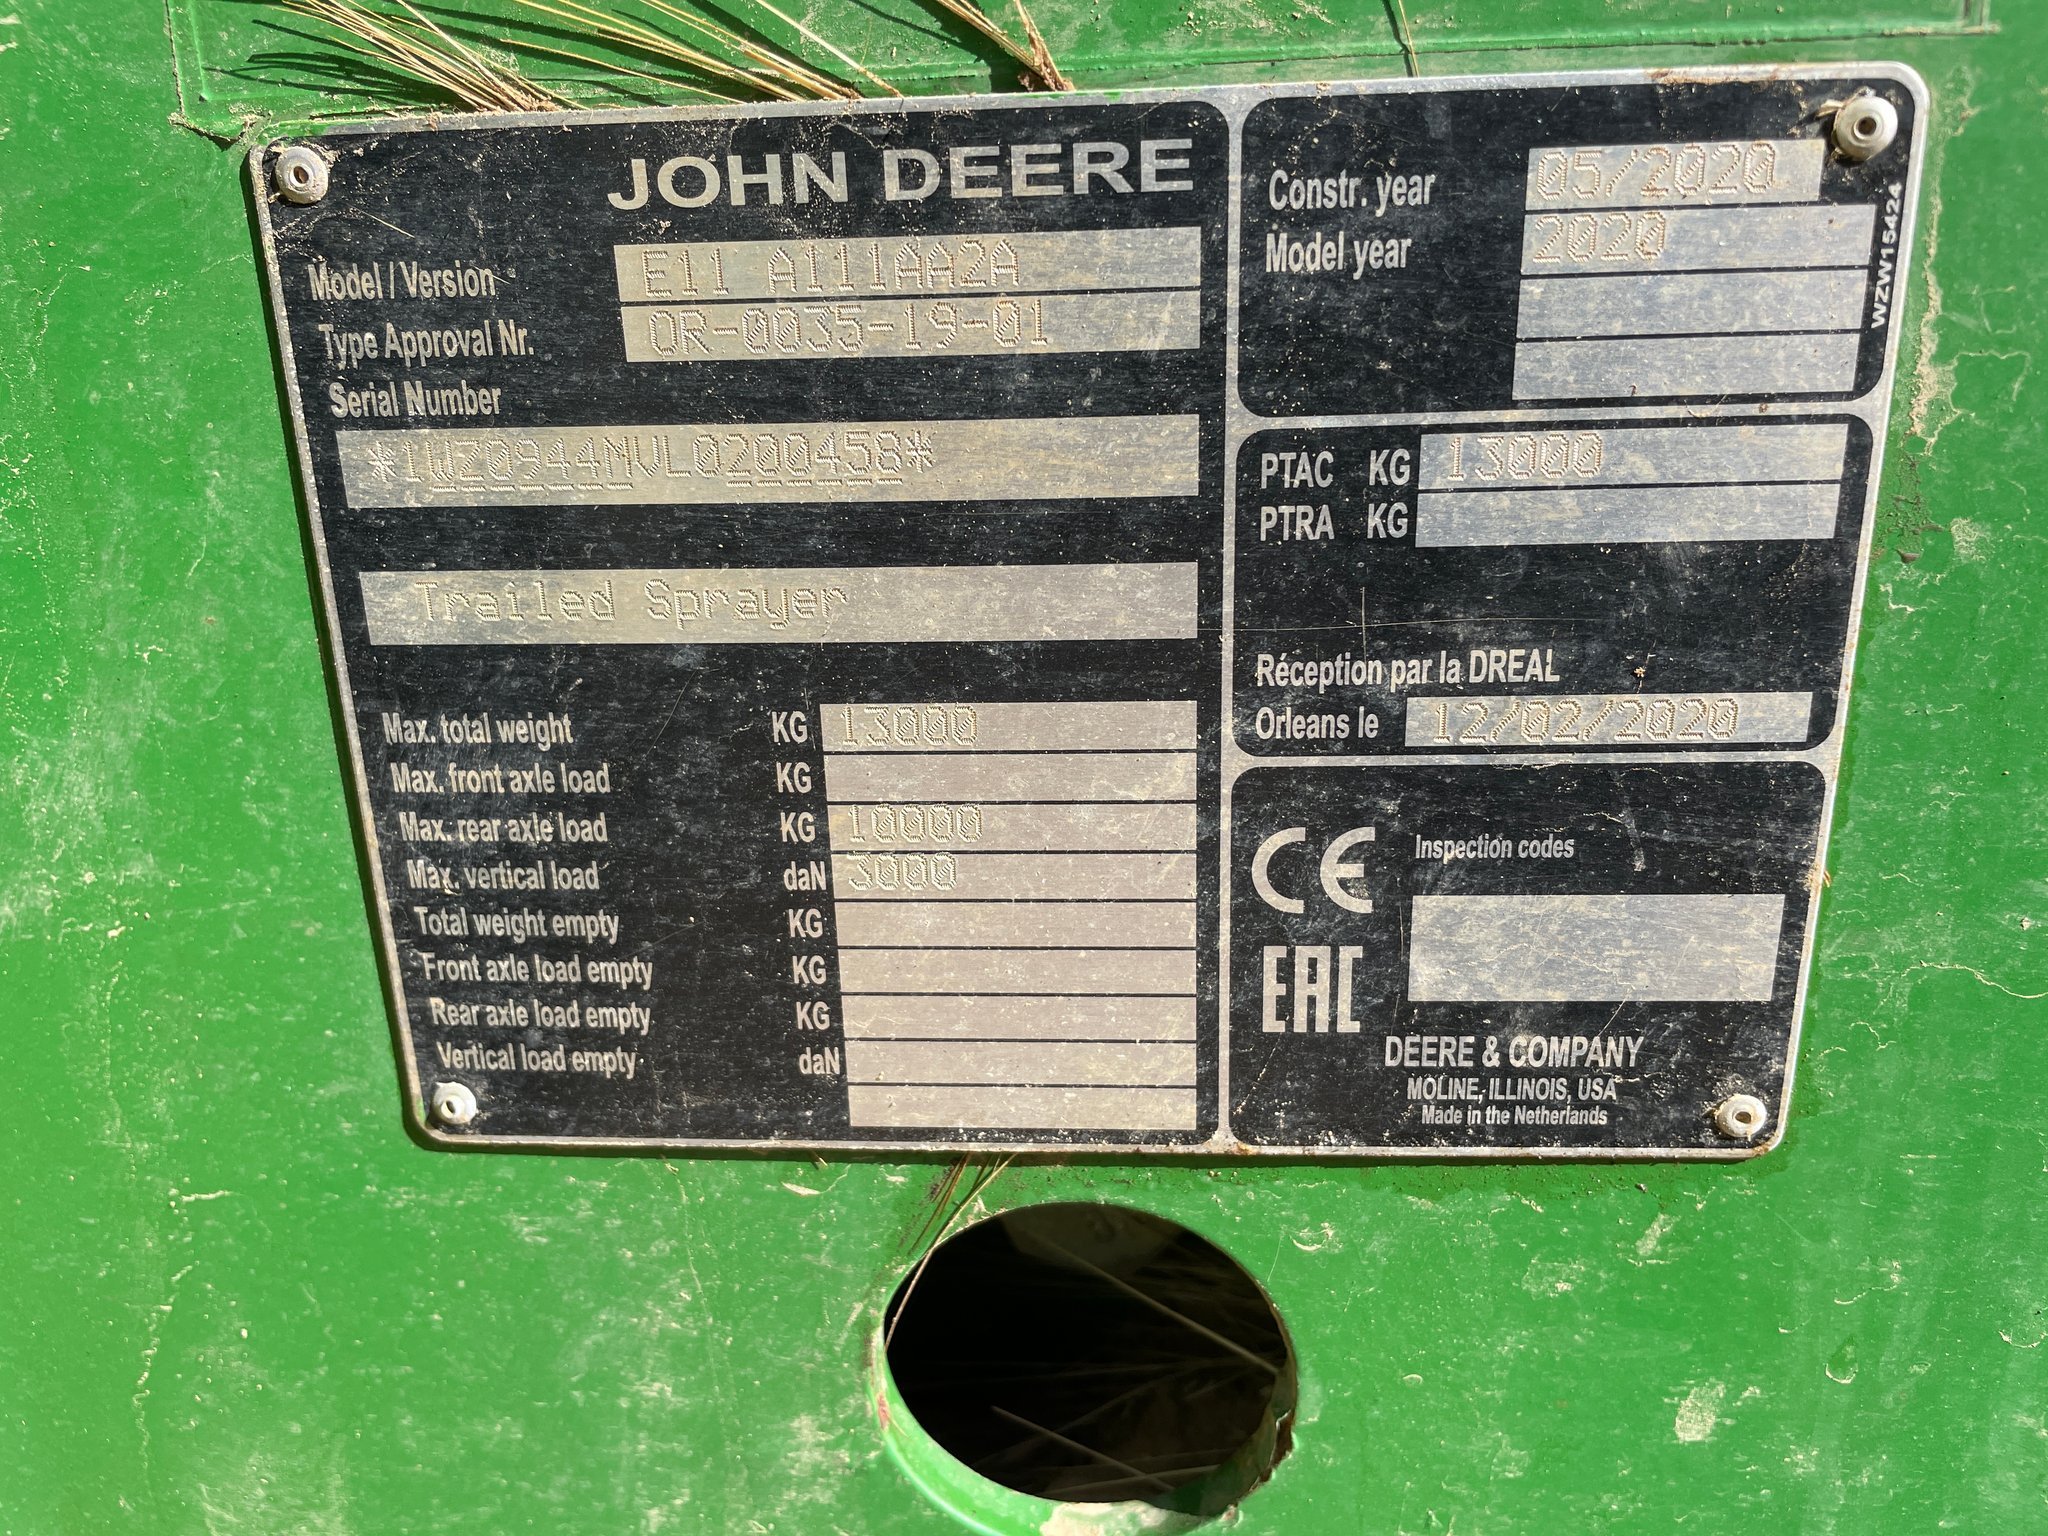 JOHN DEERE
Model / Version E11 A111AA2A
Type Approval Nr. OR-0035-19-01
Serial Number
*1WZ0944MVL0200458*
Trailed Sprayer
Max. total weight KG 13000
Max. front axle load KG
Max. rear axle load KG 10000
Max. vertical load daN 3000
Total weight empty KG
Front axle load empty KG
Rear axle load empty KG
Vertical load empty daN
Constr. year 05/2020
Model year 2020
WZW15424
PTAC KG 13000
PTRA KG
Réception par la DREAL
Orleans le 12/02/2020
CE
Inspection codes
EAC
DEERE & COMPANY
MOLINE, ILLINOIS, USA
Made in the Netherlands